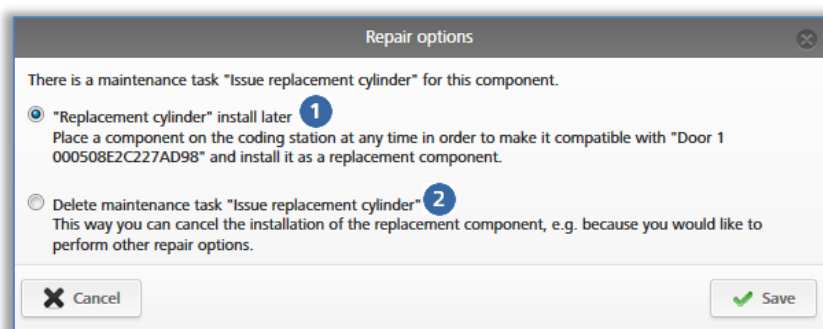 Repair options
There is a maintenance task "Issue replacement cylinder" for this component.
"Replacement cylinder" install later 1
Place a component on the coding station at any time in order to make it compatible with "Door 1
000508E2C227AD98" and install it as a replacement component.
Delete maintenance task "Issue replacement cylinder" 2
This way you can cancel the installation of the replacement component, e.g. because you would like to
perform other repair options.
Cancel
Save